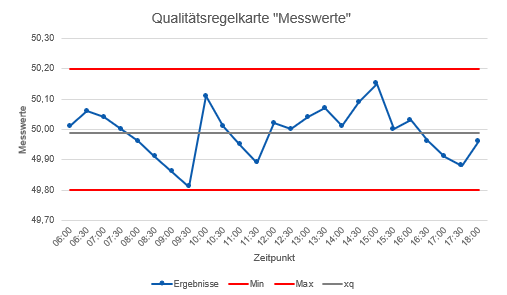 Qualitätsregelkarte "Messwerte"
50,30
50,20
50,10
50,00
49,90
49,80
49,70
Messwerte
06:00 06:30 07:00 07:30 08:00 08:30 09:00 09:30 10:00 10:30 11:00 11:30 12:00 12:30 13:00 13:30 14:00 14:30 15:00 15:30 16:00 16:30 17:00 17:30 18:00
Zeitpunkt
Ergebnisse Min Max xq